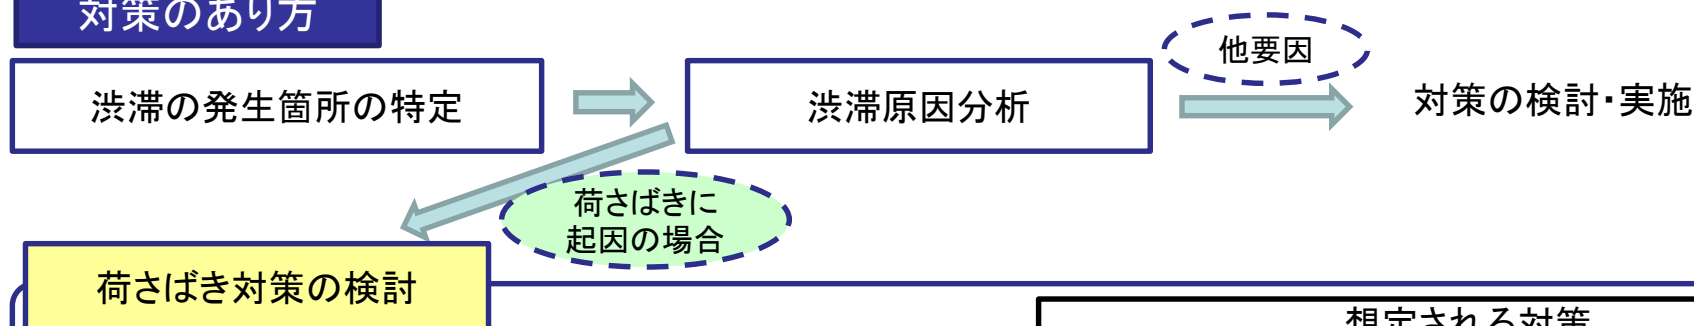 対策のあり方
他要因
渋滞の発生箇所の特定
渋滞原因分析
対策の検討・実施
荷さばきに
起因の場合
荷さばき対策の検討
想定される対策